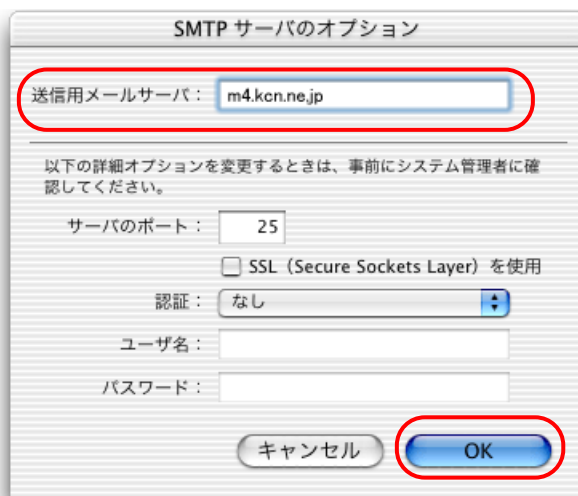 SMTP サーバのオプション
送信用メールサーバ： m4.kcn.ne.jp
以下の詳細オプションを変更するときは、事前にシステム管理者に確
認してください。
サーバのポート： 25
SSL（Secure Sockets Layer）を使用
認証： なし
ユーザ名：
パスワード：
キャンセル OK